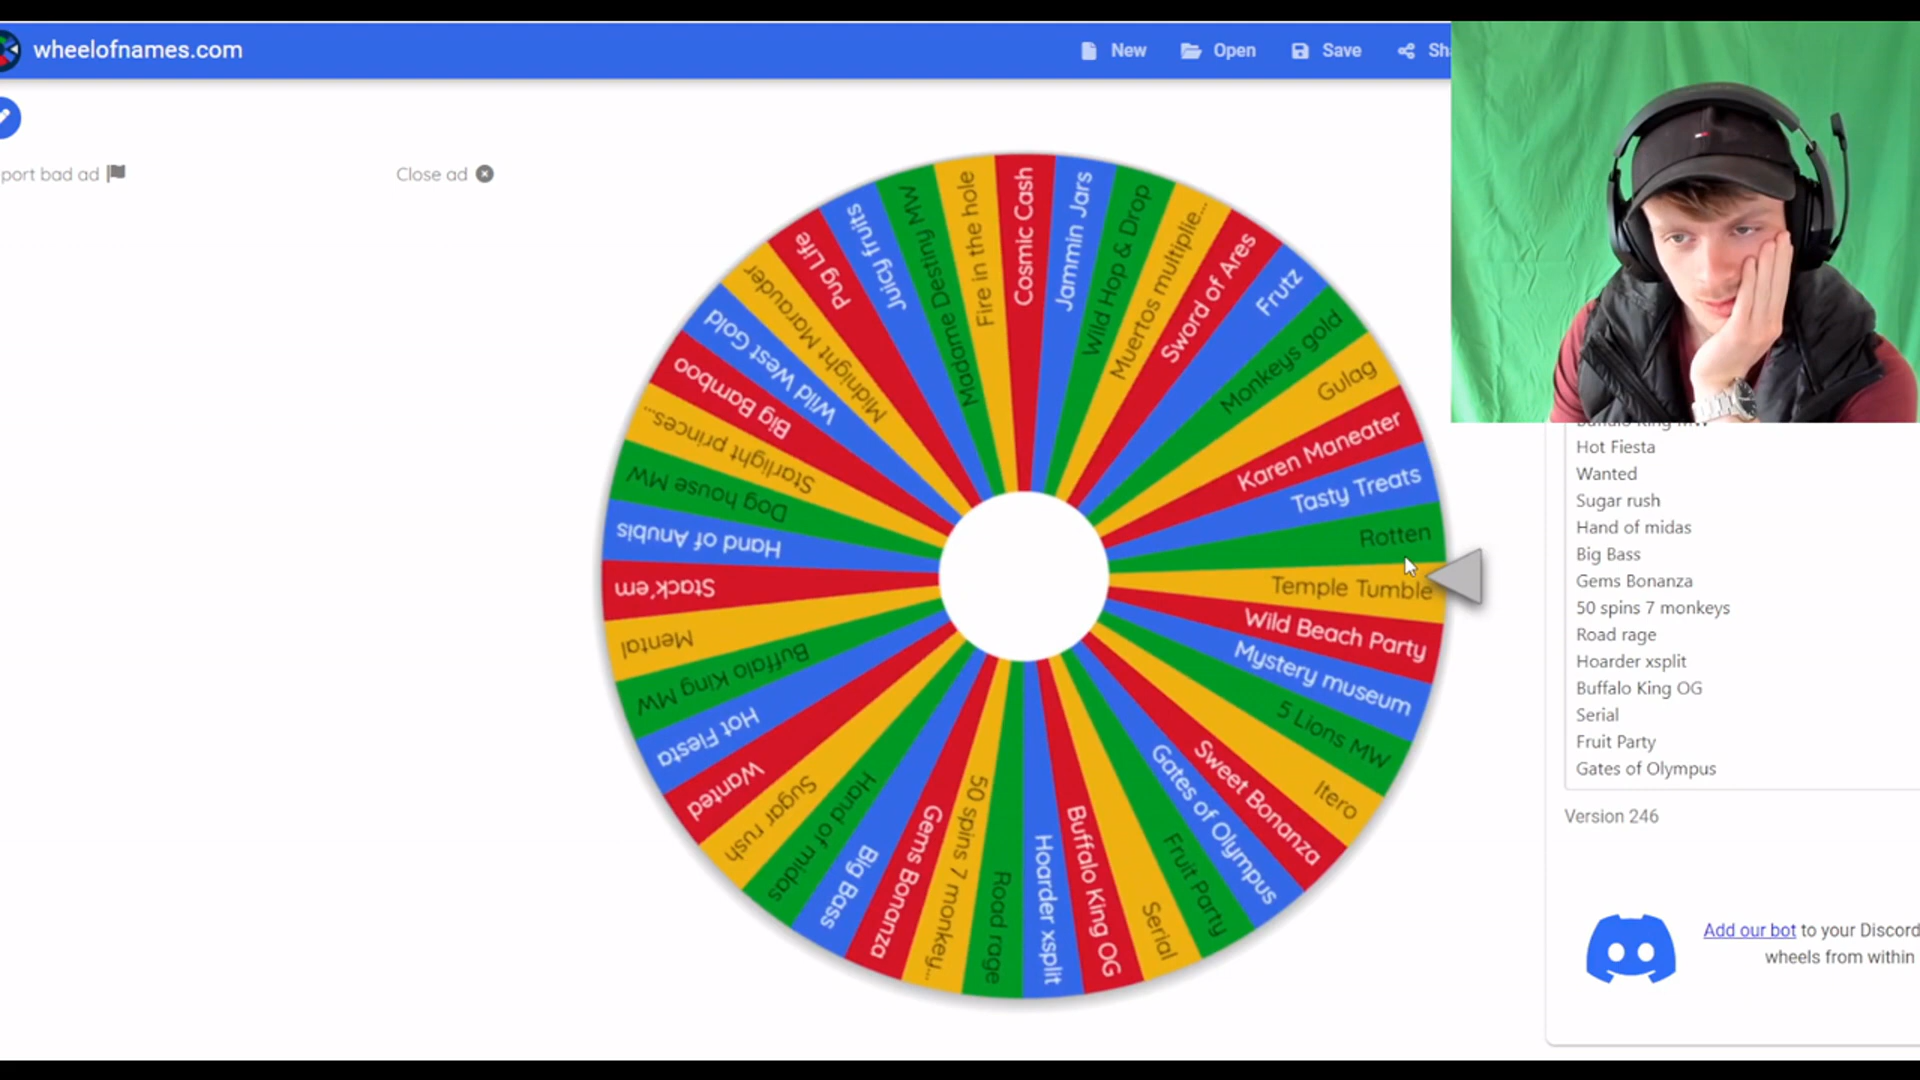 wheelofnames.com
New
Open
Save
Sha
port bad ad
Close ad
Cosmic Cash
Jammin Jars
Wild Hop & Drop
Muertos multiplie...
Sword of Ares
Frutz
Monkeys gold
Gulag
Karen Maneater
Tasty Treats
Rotten
Temple Tumble
Wild Beach Party
Mystery museum
5 Lions MW
Itero
Sweet Bonanza
Gates of Olympus
Fruit Party
Serial
Buffalo King OG
Hoarder xsplit
Road rage
50 spins 7 monkey...
Gems Bonanza
Big Bass
Hand of midas
Sugar rush
Wanted
Hot Fiesta
Buffalo King MW
Mental
Stack'em
Hand of Anubis
Dog house MW
Starlight princes...
Big Bamboo
Wild West Gold
Midnight Marauder
Pug Life
Juicy fruits
Madame Destiny MW
Fire in the hole
Buffalo King MW
Hot Fiesta
Wanted
Sugar rush
Hand of midas
Big Bass
Gems Bonanza
50 spins 7 monkeys
Road rage
Hoarder xsplit
Buffalo King OG
Serial
Fruit Party
Gates of Olympus
Version 246
Add our bot to your Discord
wheels from within